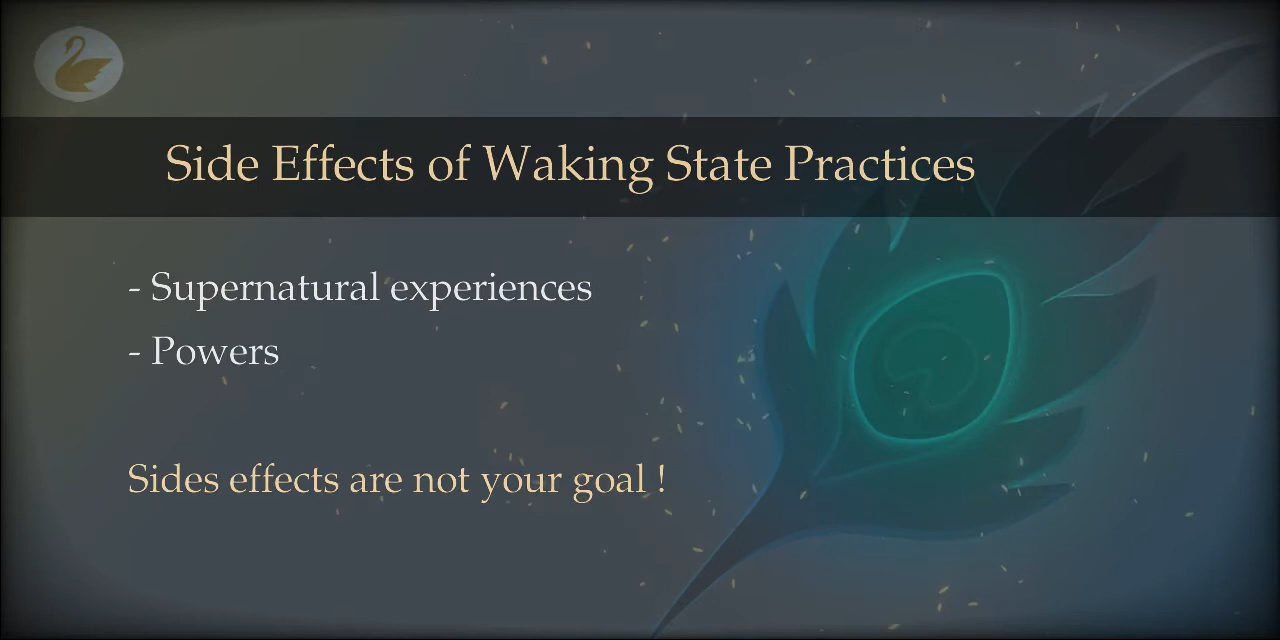 Side Effects of Waking State Practices
- Supernatural experiences
- Powers
Sides effects are not your goal !